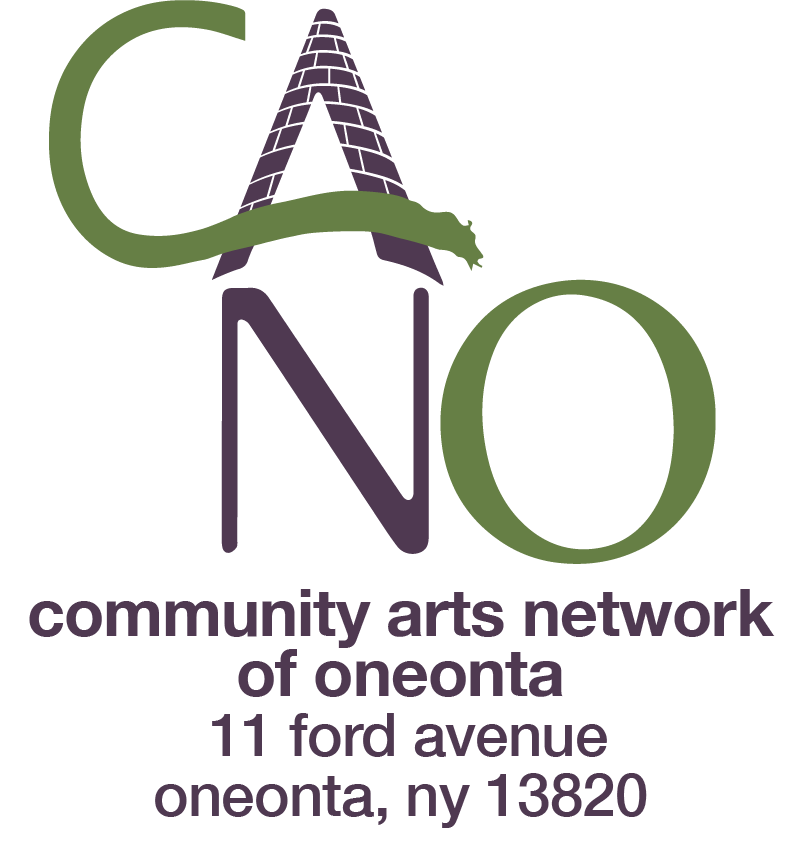 CANO
community arts network
of oneonta
11 ford avenue
oneonta, ny 13820